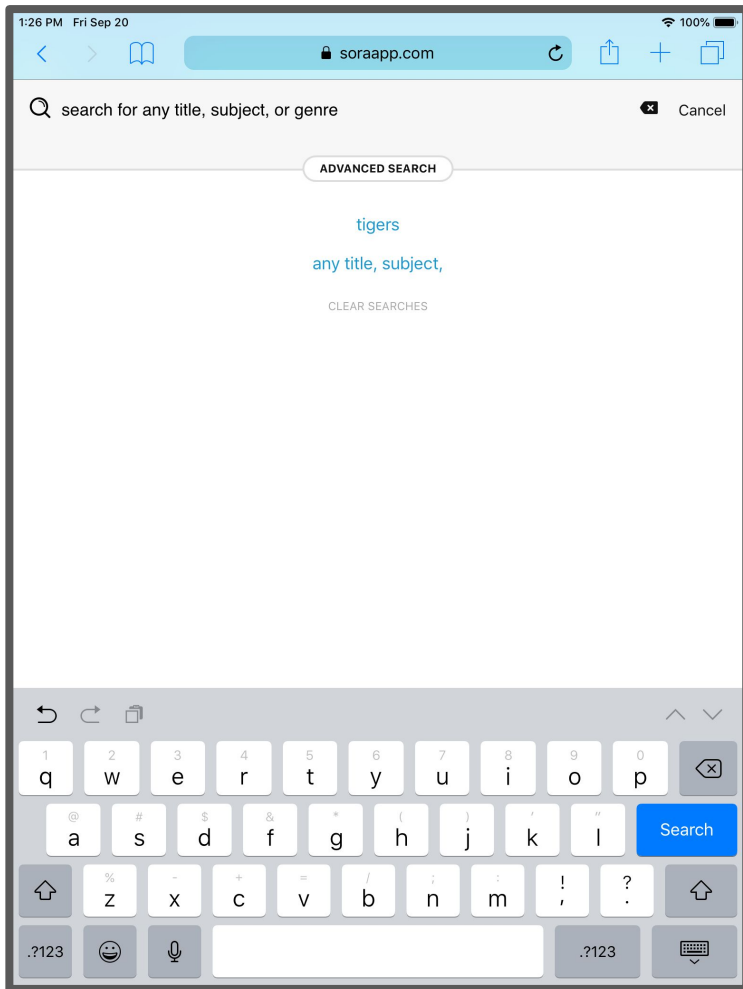 1:26 PM Fri Sep 20 100%
soraapp.com
search for any title, subject, or genre Cancel
ADVANCED SEARCH
tigers
any title, subject,
CLEAR SEARCHES
1 2 3 4 5 6 7 8 9 0
q w e r t y u i o p
@ # $ & * ( ) ' "
a s d f g h j k l Search
% - + = / ; : ! ?
z x c v b n m , .
.?123 .?123